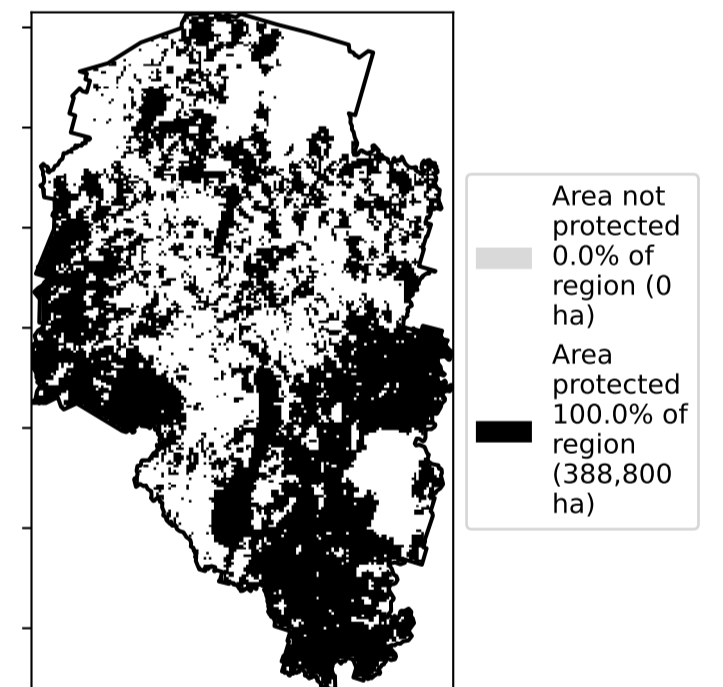 Area not
protected
0.0% of
region (0
ha)
Area
protected
100.0% of
region
(388,800
ha)